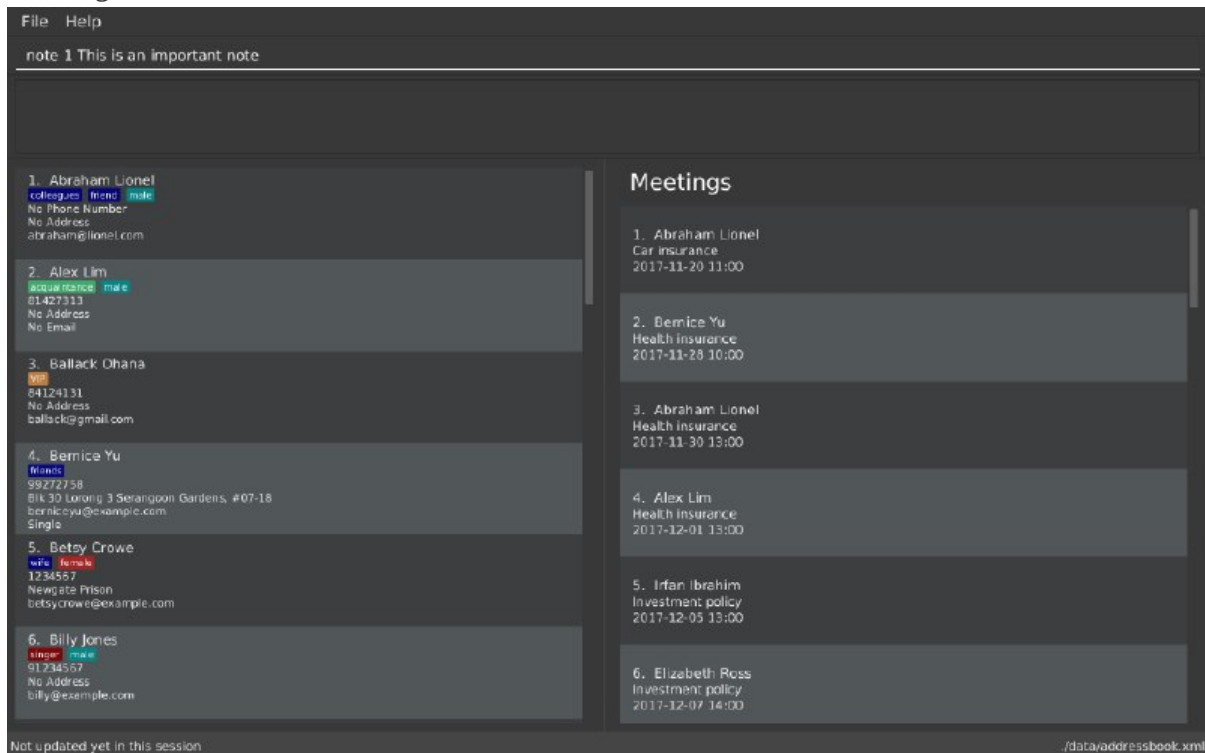 File Help
note 1 This is an important note
1. Abraham Lionel
colleagues friend male
No Phone Number
No Address
abraham@lionel.com
2. Alex Lim
acquaintance male
81427313
No Address
No Email
3. Ballack Ohana
VIP
84124131
No Address
ballack@gmail.com
4. Bernice Yu
friends
99272758
Blk 30 Lorong 3 Serangoon Gardens, #07-18
berniceyu@example.com
Single
5. Betsy Crowe
wife female
1234567
Newgate Prison
betsycrowe@example.com
6. Billy Jones
singer male
91234567
No Address
billy@example.com
Meetings
1. Abraham Lionel
Car insurance
2017-11-20 11:00
2. Bernice Yu
Health insurance
2017-11-28 10:00
3. Abraham Lionel
Health insurance
2017-11-30 13:00
4. Alex Lim
Health insurance
2017-12-01 13:00
5. Irfan Ibrahim
Investment policy
2017-12-05 13:00
6. Elizabeth Ross
Investment policy
2017-12-07 14:00
Not updated yet in this session
./data/addressbook.xml